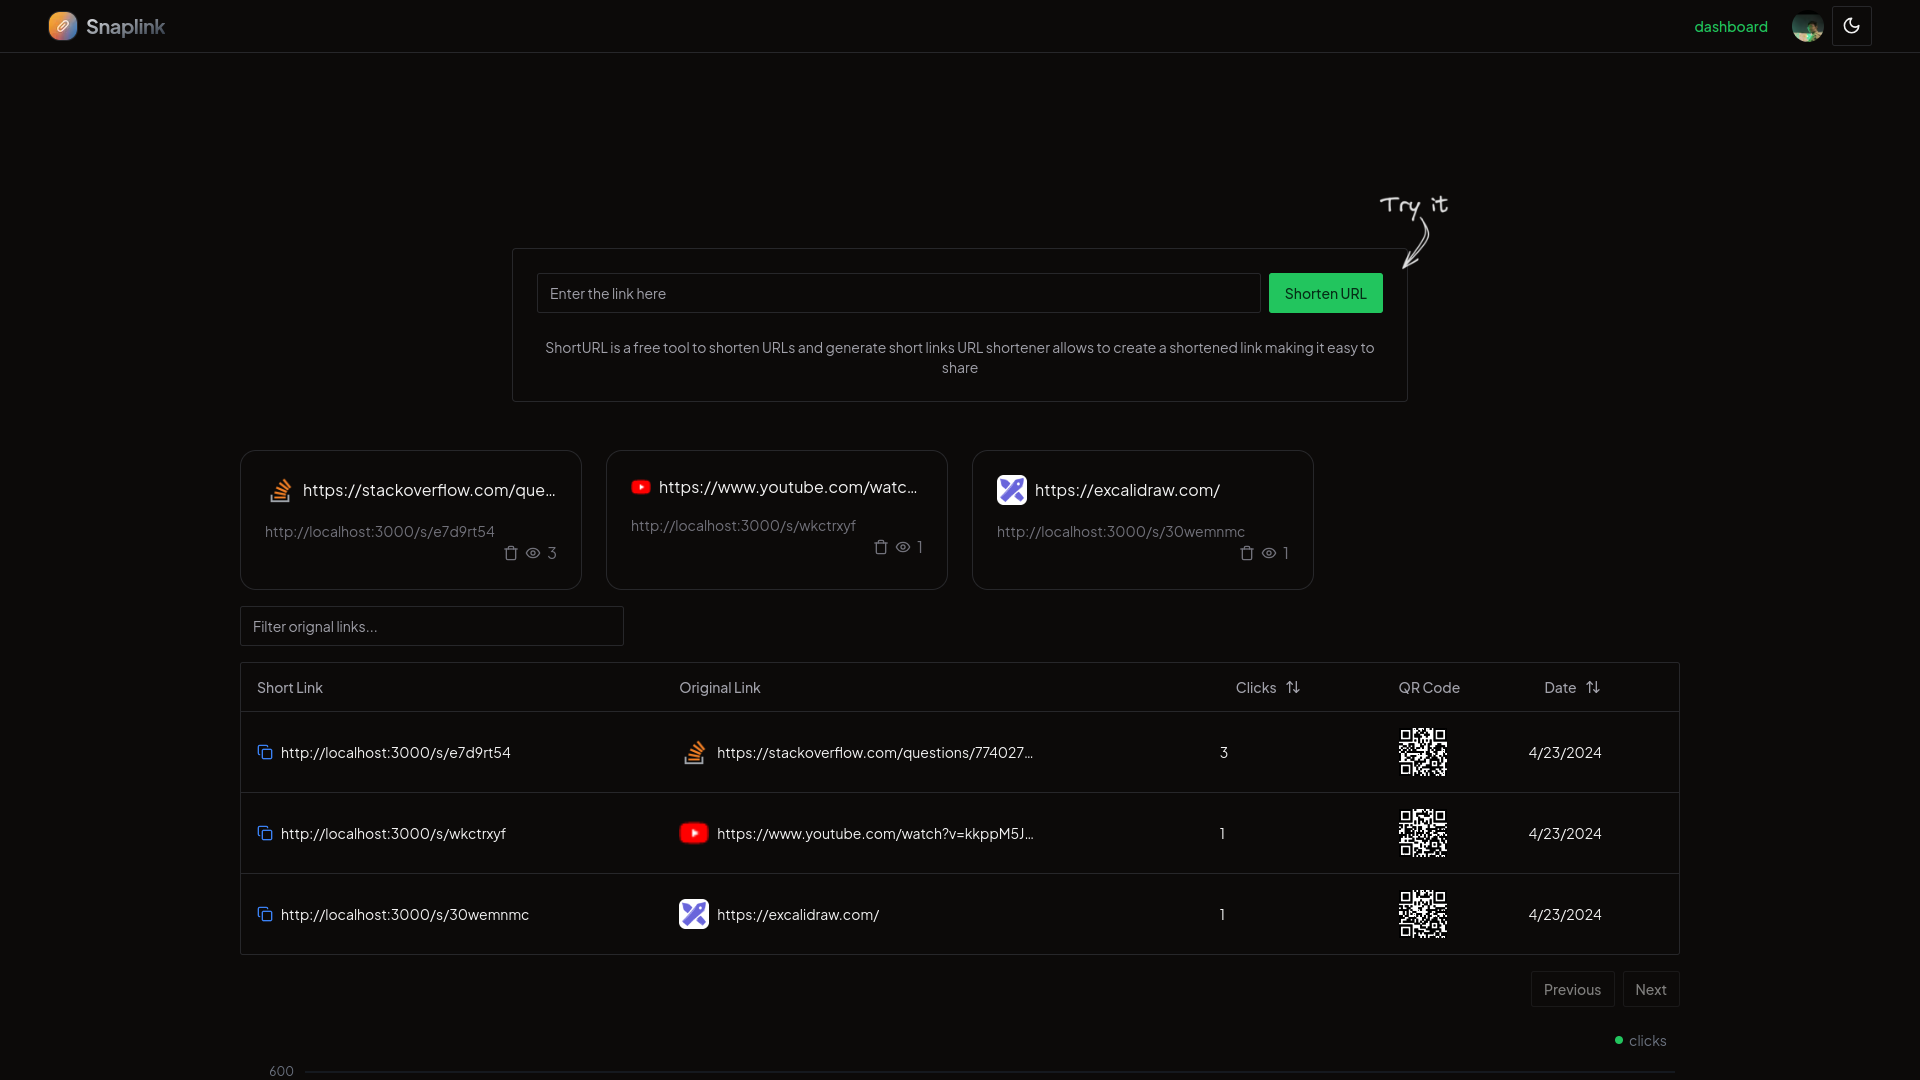 Snaplink
dashboard
Try it
Enter the link here
Shorten URL
ShortURL is a free tool to shorten URLs and generate short links URL shortener allows to create a shortened link making it easy to
share
https://stackoverflow.com/que...
http://localhost:3000/s/e7d9rt54
3
https://www.youtube.com/watc...
http://localhost:3000/s/wkctrxyf
1
https://excalidraw.com/
http://localhost:3000/s/30wemnmc
1
Filter orignal links...
Short Link Original Link Clicks QR Code Date
http://localhost:3000/s/e7d9rt54 https://stackoverflow.com/questions/774027... 3 4/23/2024
http://localhost:3000/s/wkctrxyf https://www.youtube.com/watch?v=kkppM5J... 1 4/23/2024
http://localhost:3000/s/30wemnmc https://excalidraw.com/ 1 4/23/2024
Previous Next
clicks
600